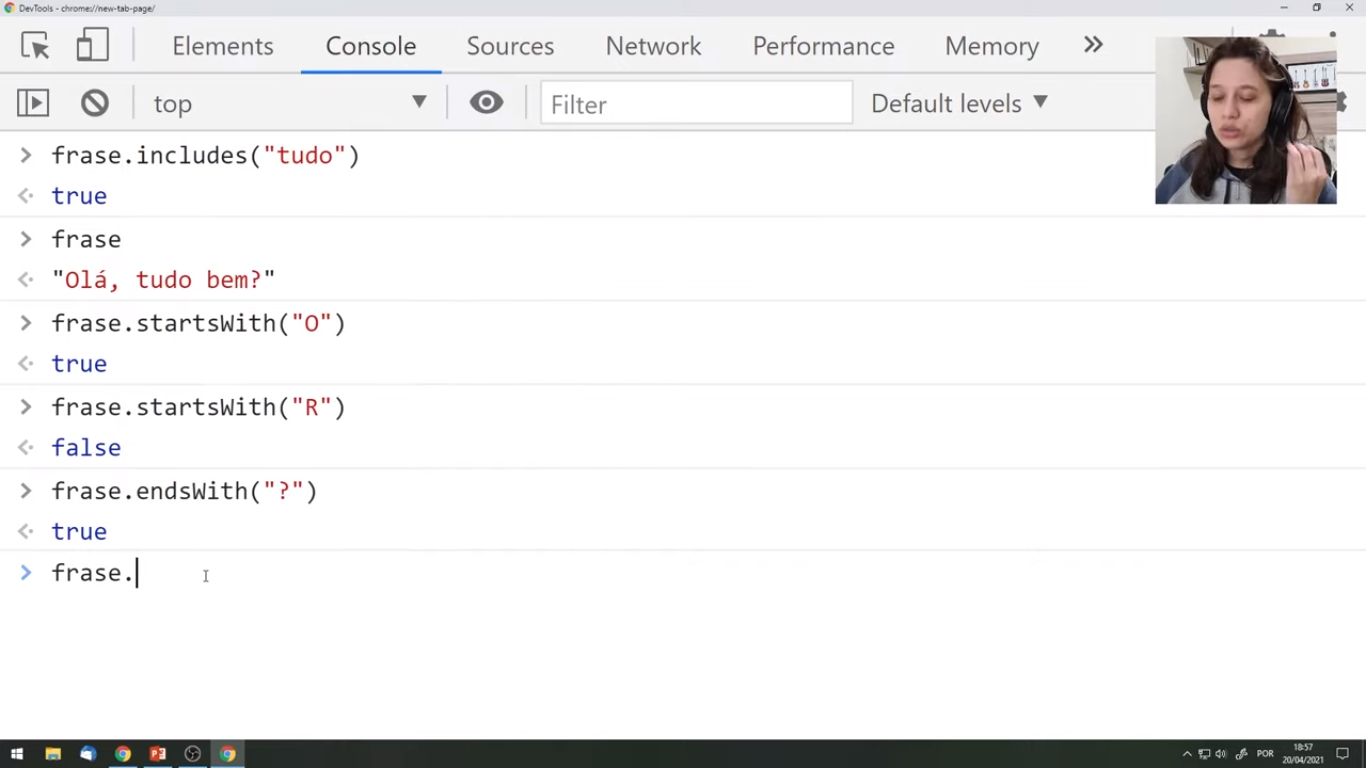 DevTools - chrome://new-tab-page/
Elements Console Sources Network Performance Memory
top Filter Default levels
frase.includes("tudo")
true
frase
"Olá, tudo bem?"
frase.startsWith("O")
true
frase.startsWith("R")
false
frase.endsWith("?")
true
frase.
POR 18:57
20/04/2021